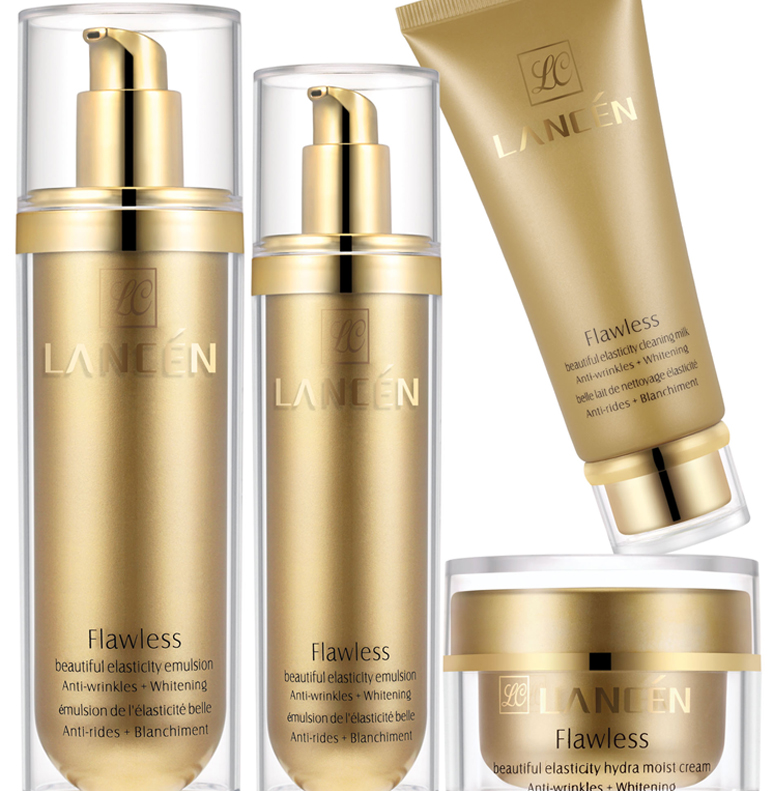 LC
LANCÉN
Flawless
beautiful elasticity emulsion
Anti-wrinkles + Whitening
émulsion de l'élasticité belle
Anti-rides + Blanchiment
LC
LANCÉN
Flawless
beautiful elasticity emulsion
Anti-wrinkles + Whitening
émulsion de l'élasticité belle
Anti-rides + Blanchiment
LC
LANCÉN
Flawless
beautiful elasticity cleaning milk
Anti-wrinkles + Whitening
belle lait de nettoyage élasticité
Anti-rides + Blanchiment
LC LANCÉN
Flawless
beautiful elasticity hydra moist cream
Anti-wrinkles + Whitening